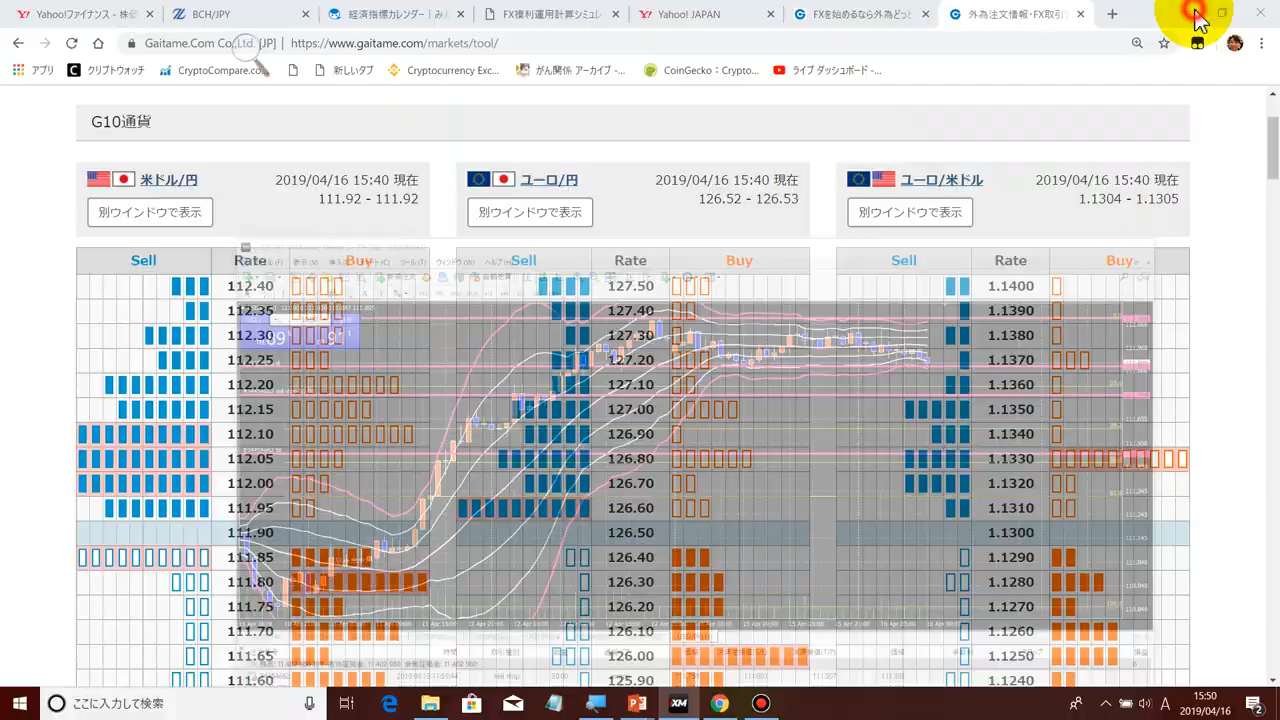 Yahoo!ファイナンス - 株価
BCH/JPY
経済指標カレンダー | みん
FX複利運用計算シミュレ
Yahoo! JAPAN
FXを始めるなら外為どっと
外為注文情報・FX取引
Gaitame.Com Co.,Ltd. [JP] | https://www.gaitame.com/markets/tool
アプリ
クリプトウォッチ
CryptoCompare.co
新しいタブ
Cryptocurrency Exc...
がん関係 アーカイブ -...
CoinGecko：Crypto...
ライブ ダッシュボード -...
G10通貨
米ドル/円 2019/04/16 15:40 現在
111.92 - 111.92
別ウインドウで表示
ユーロ/円 2019/04/16 15:40 現在
126.52 - 126.53
別ウインドウで表示
ユーロ/米ドル 2019/04/16 15:40 現在
1.1304 - 1.1305
別ウインドウで表示
Sell Rate Buy Sell Rate Buy Sell Rate Buy
112.40 127.50 1.1400
112.35 127.40 1.1390
112.30 127.30 1.1380
112.25 127.20 1.1370
112.20 127.10 1.1360
112.15 127.00 1.1350
112.10 126.90 1.1340
112.05 126.80 1.1330
112.00 126.70 1.1320
111.95 126.60 1.1310
111.90 126.50 1.1300
111.85 126.40 1.1290
111.80 126.30 1.1280
111.75 126.20 1.1270
111.70 126.10 1.1260
111.65 126.00 1.1250
111.60 125.90 1.1240
ここに入力して検索
XM
A
15:50
2019/04/16
2